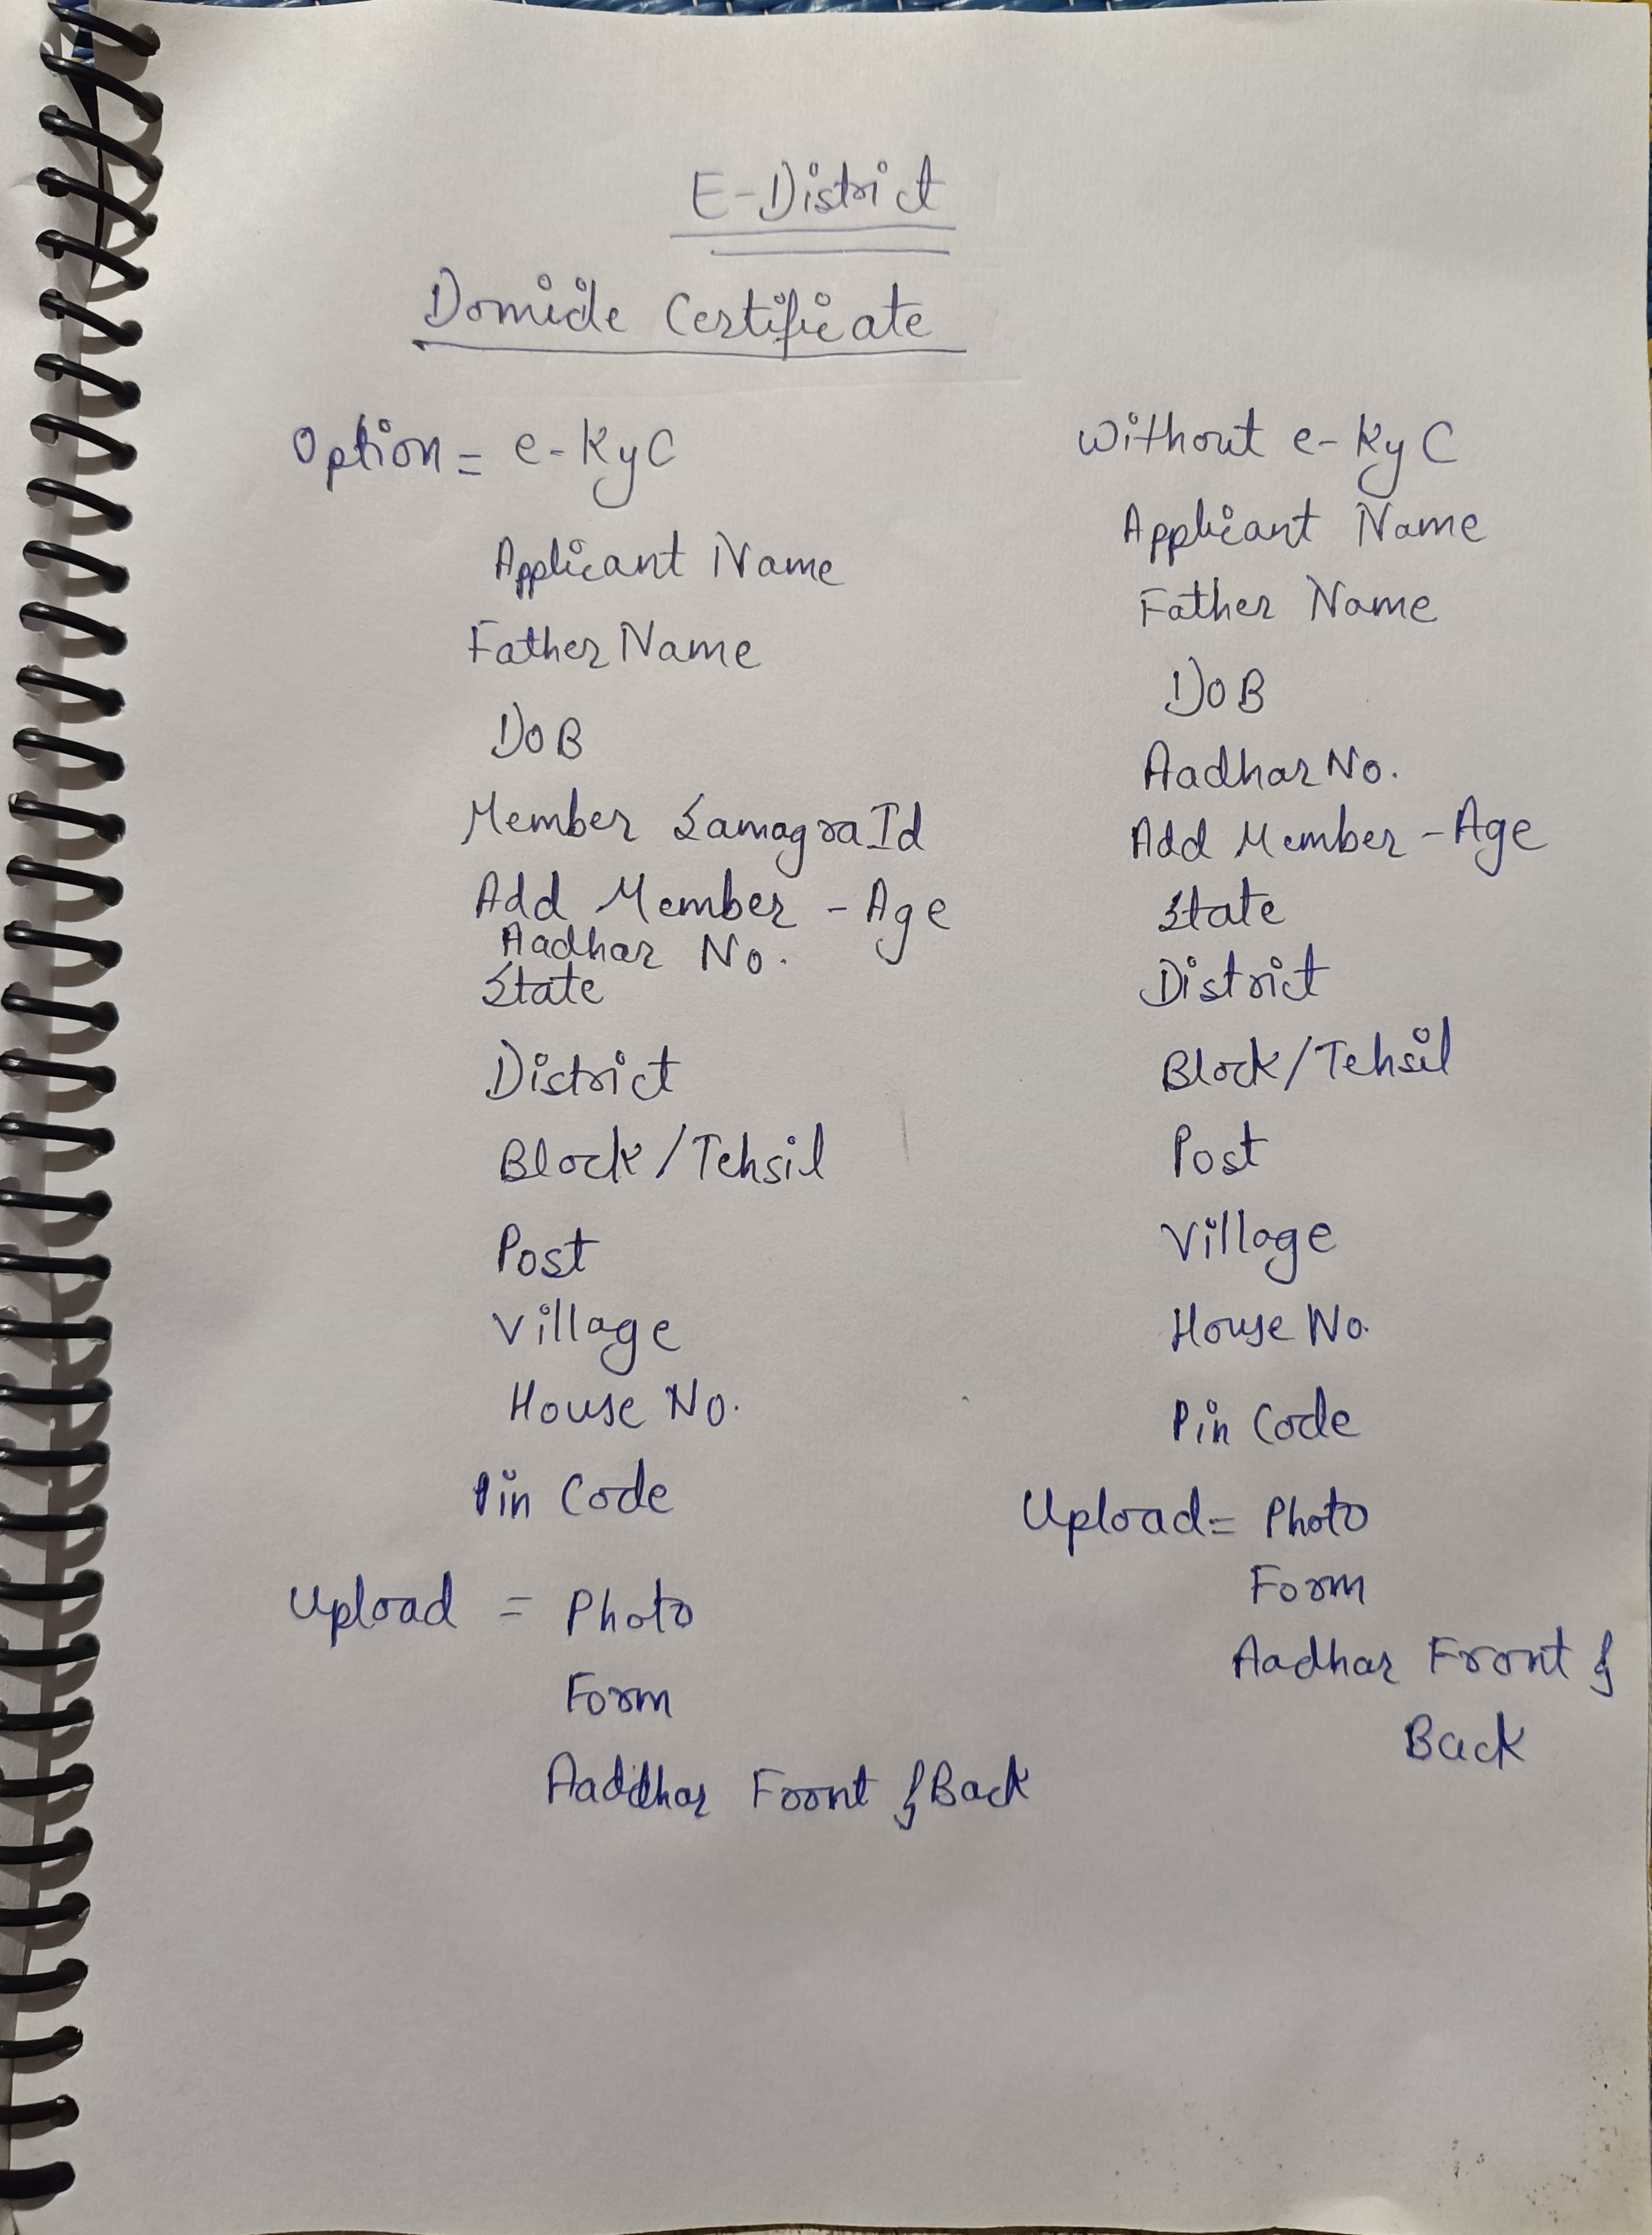 E-District
Domicile Certificate
Option = e-KyC
Applicant Name
Father Name
DOB
Member Samagra Id
Add Member - Age
Aadhar No.
State
District
Block/Tehsil
Post
Village
House No.
Pin Code
Upload = Photo
Form
Aaddhar Front & Back
Without e-KyC
Applicant Name
Father Name
DOB
Aadhar No.
Add Member - Age
State
District
Block/Tehsil
Post
Village
House No.
Pin Code
Upload = Photo
Form
Aadhar Front &
Back